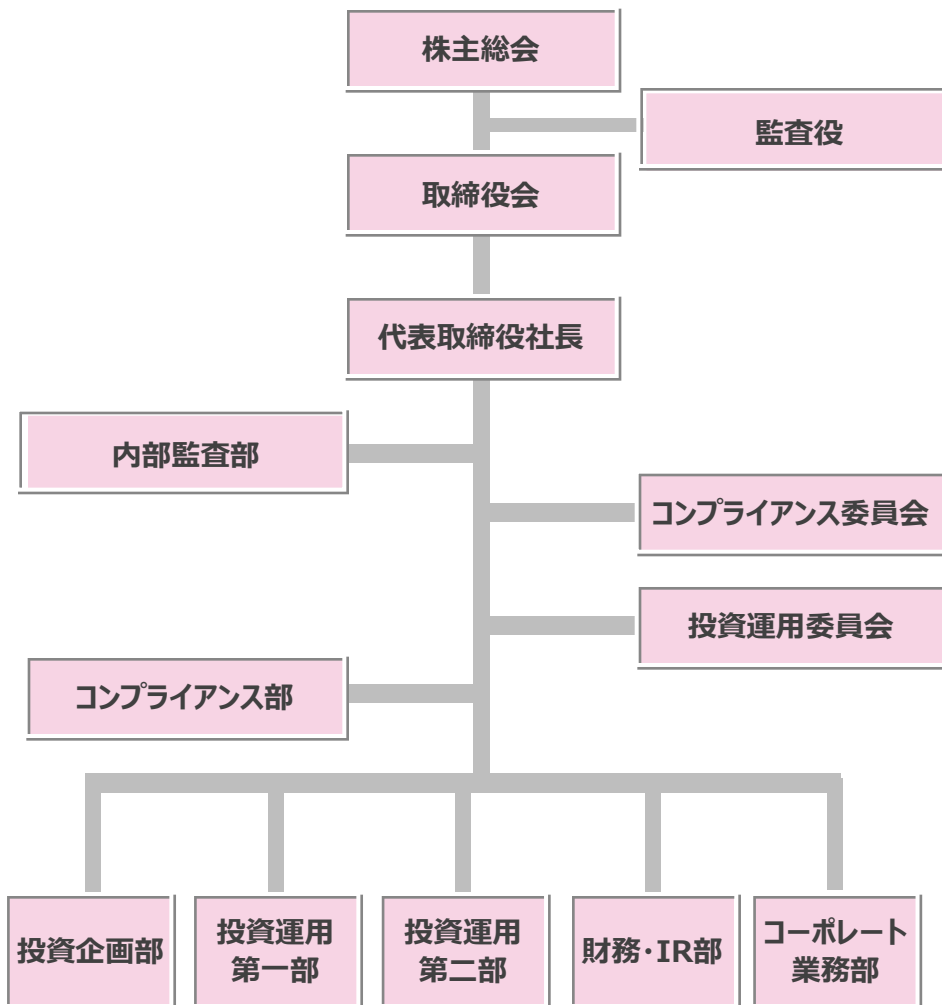 株主総会
監査役
取締役会
代表取締役社長
内部監査部
コンプライアンス委員会
投資運用委員会
コンプライアンス部
投資企画部
投資運用
第一部
投資運用
第二部
財務・IR部
コーポレート
業務部